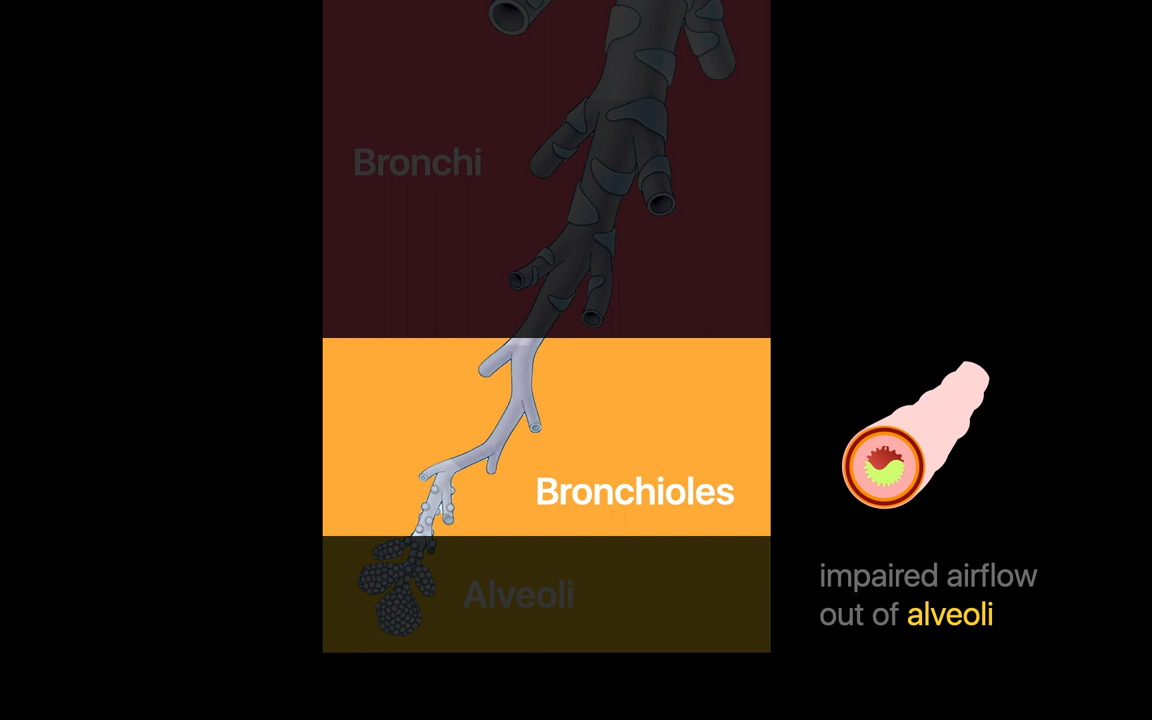 Bronchi
Bronchioles
Alveoli
impaired airflow
out of alveoli